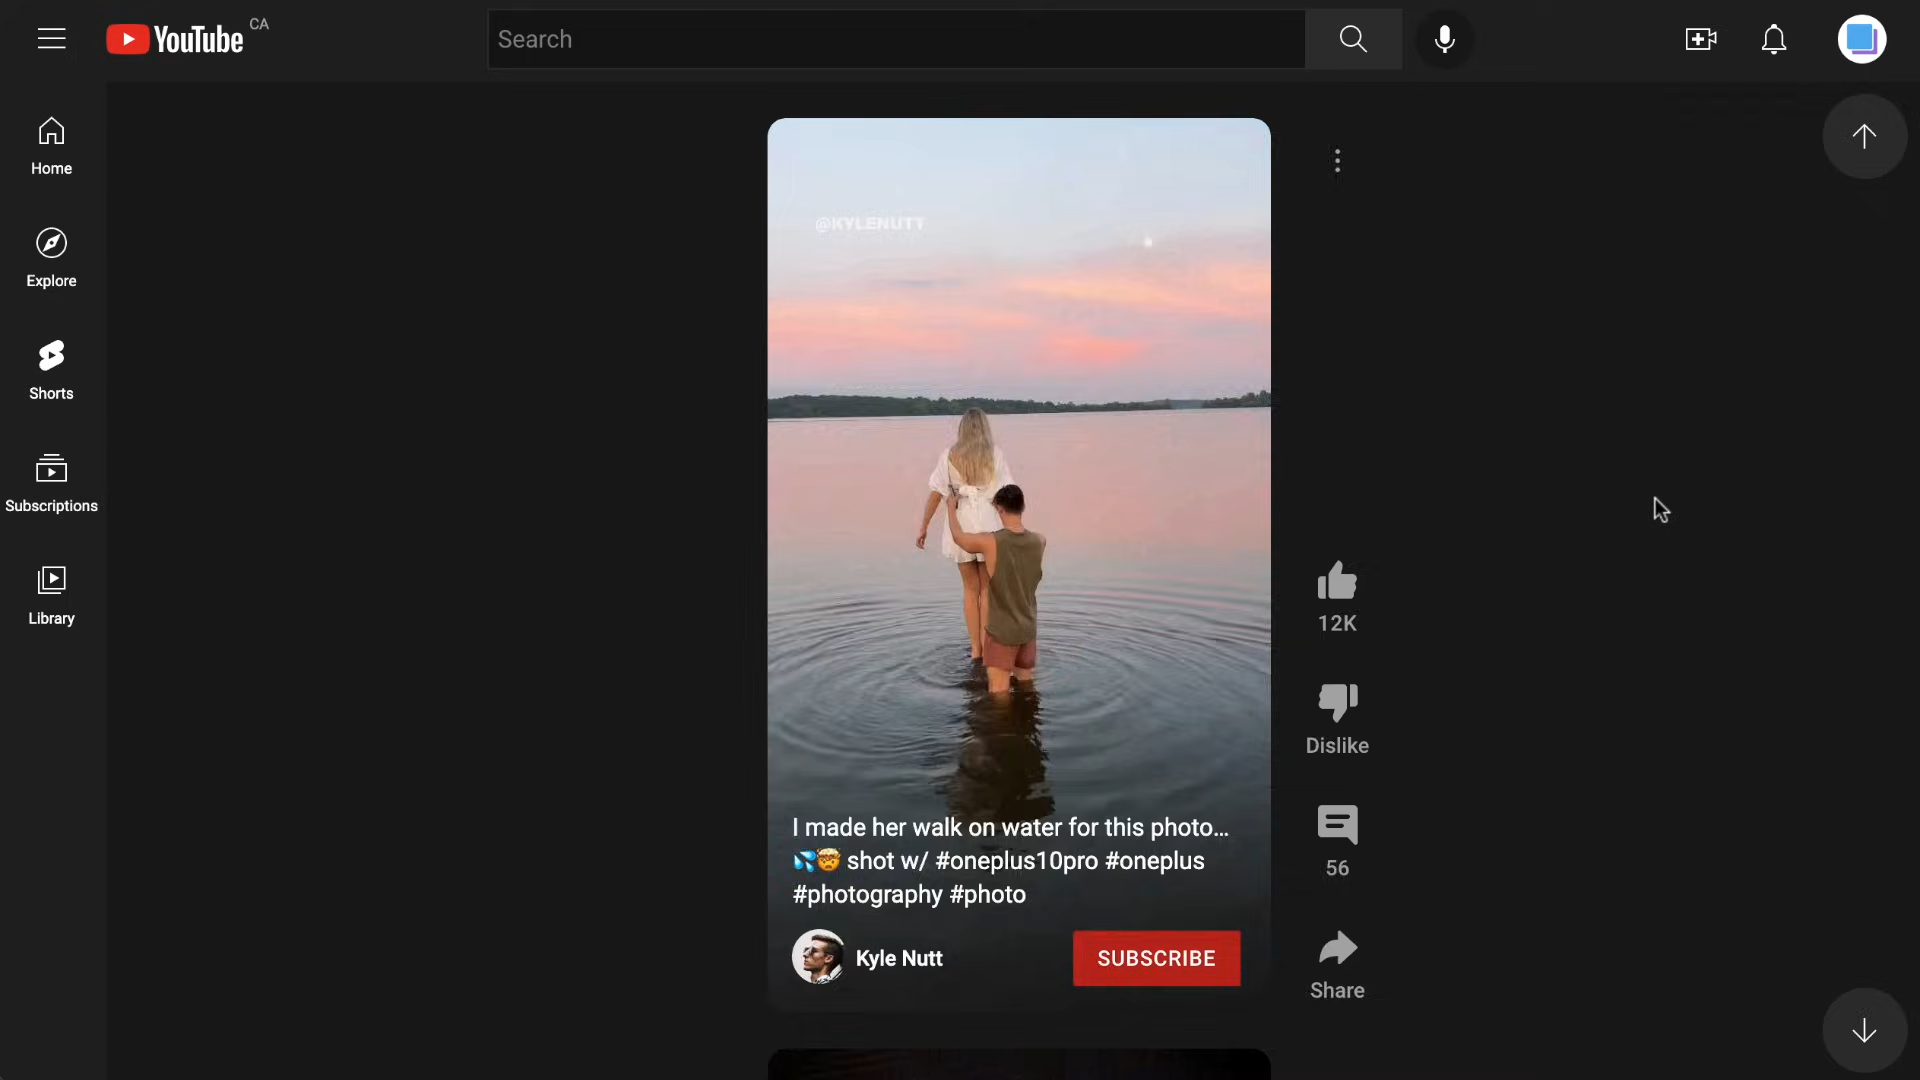 YouTube CA
Search
Home
Explore
Shorts
Subscriptions
Library
@KYLENUTT
I made her walk on water for this photo...
💦🤯 shot w/ #oneplus10pro #oneplus
#photography #photo
Kyle Nutt
SUBSCRIBE
12K
Dislike
56
Share